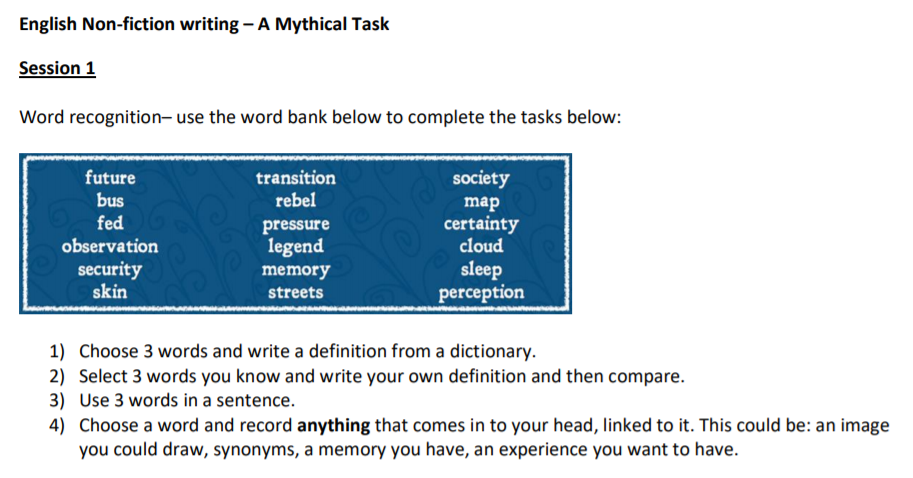 English Non-fiction writing – A Mythical Task
Session 1
Word recognition– use the word bank below to complete the tasks below:
future transition society
bus rebel map
fed pressure certainty
observation legend cloud
security memory sleep
skin streets perception
1) Choose 3 words and write a definition from a dictionary.
2) Select 3 words you know and write your own definition and then compare.
3) Use 3 words in a sentence.
4) Choose a word and record anything that comes in to your head, linked to it. This could be: an image
you could draw, synonyms, a memory you have, an experience you want to have.